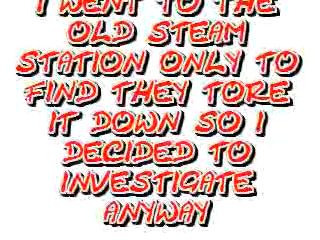 I WENT TO THE
OLD STEAM
STATION ONLY TO
FIND THEY TORE
IT DOWN SO I
DECIDED TO
INVESTIGATE
ANYWAY